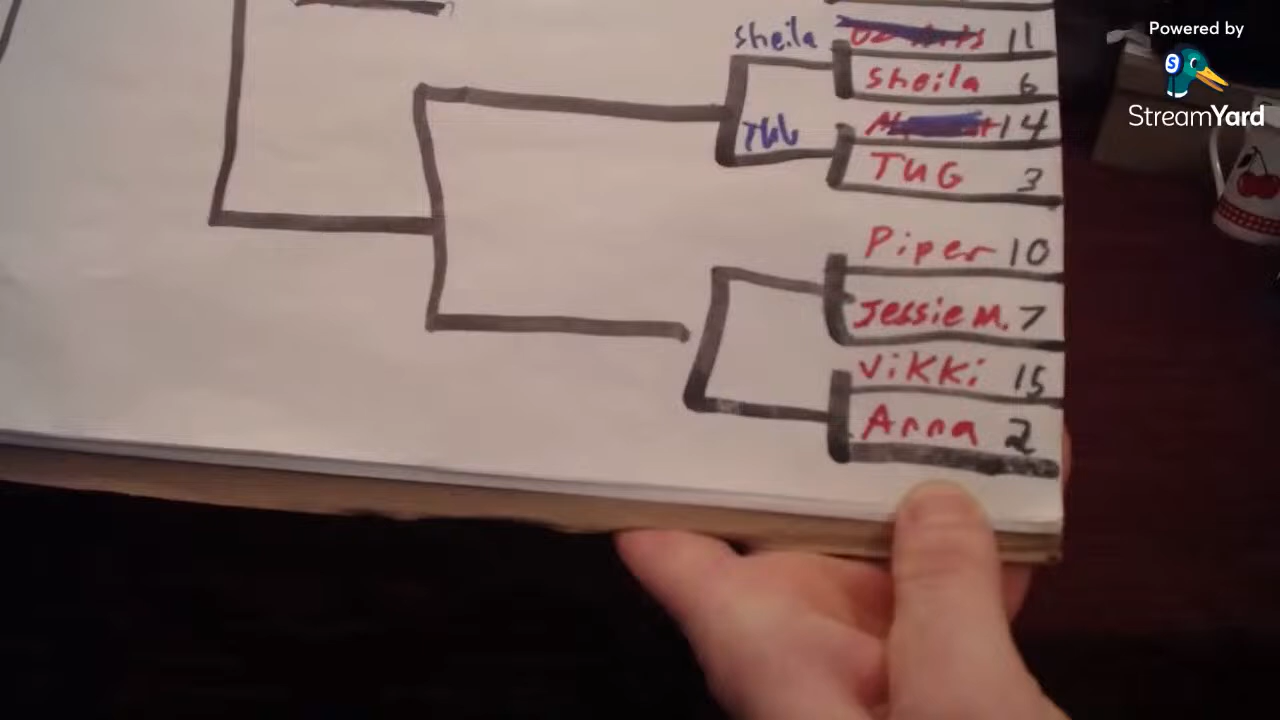 Powered by
StreamYard
sheila 11
sheila 6
14
TUG
TUG 3
Piper 10
Jessie M. 7
ViKKi 15
Anna 2